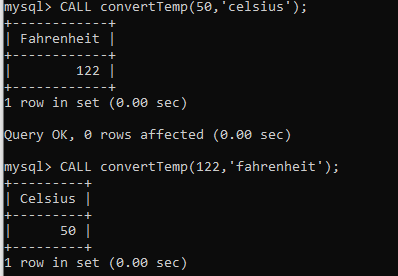 mysql> CALL convertTemp(50,'celsius');
+------------+
| Fahrenheit |
+------------+
|        122 |
+------------+
1 row in set (0.00 sec)

Query OK, 0 rows affected (0.00 sec)

mysql> CALL convertTemp(122,'fahrenheit');
+---------+
| Celsius |
+---------+
|      50 |
+---------+
1 row in set (0.00 sec)